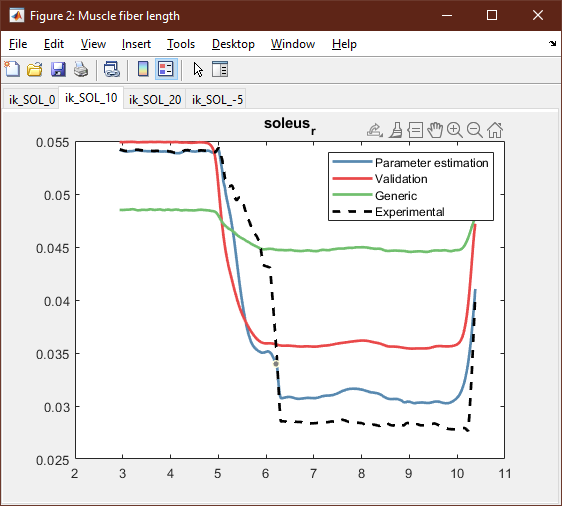 Figure 2: Muscle fiber length
File Edit View Insert Tools Desktop Window Help
ik_SOL_0 ik_SOL_10 ik_SOL_20 ik_SOL_-5
soleus_r
Parameter estimation
Validation
Generic
Experimental
0.055
0.05
0.045
0.04
0.035
0.03
0.025
2 3 4 5 6 7 8 9 10 11